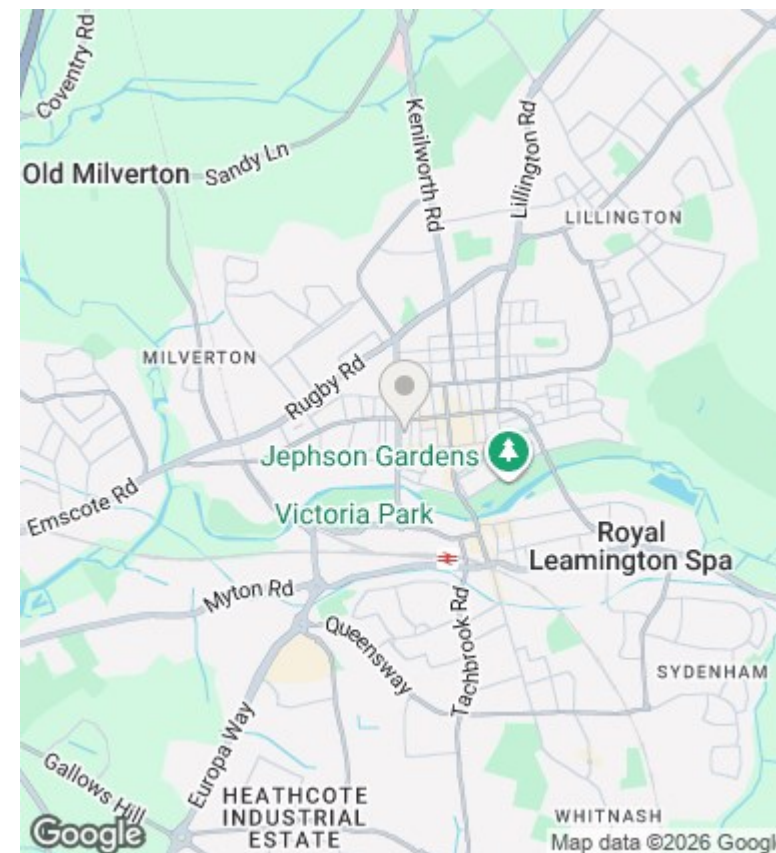 Coventry Rd
Kenilworth Rd
Lillington Rd
Old Milverton
Sandy Ln
LILLINGTON
MILVERTON
Rugby Rd
Jephson Gardens
Emscote Rd
Victoria Park
Royal
Leamington Spa
Myton Rd
Queensway
Tachbrook Rd
SYDENHAM
Europa Way
Gallows Hill
HEATHCOTE
INDUSTRIAL
ESTATE
WHITNASH
Google
Map data ©2026 Googl